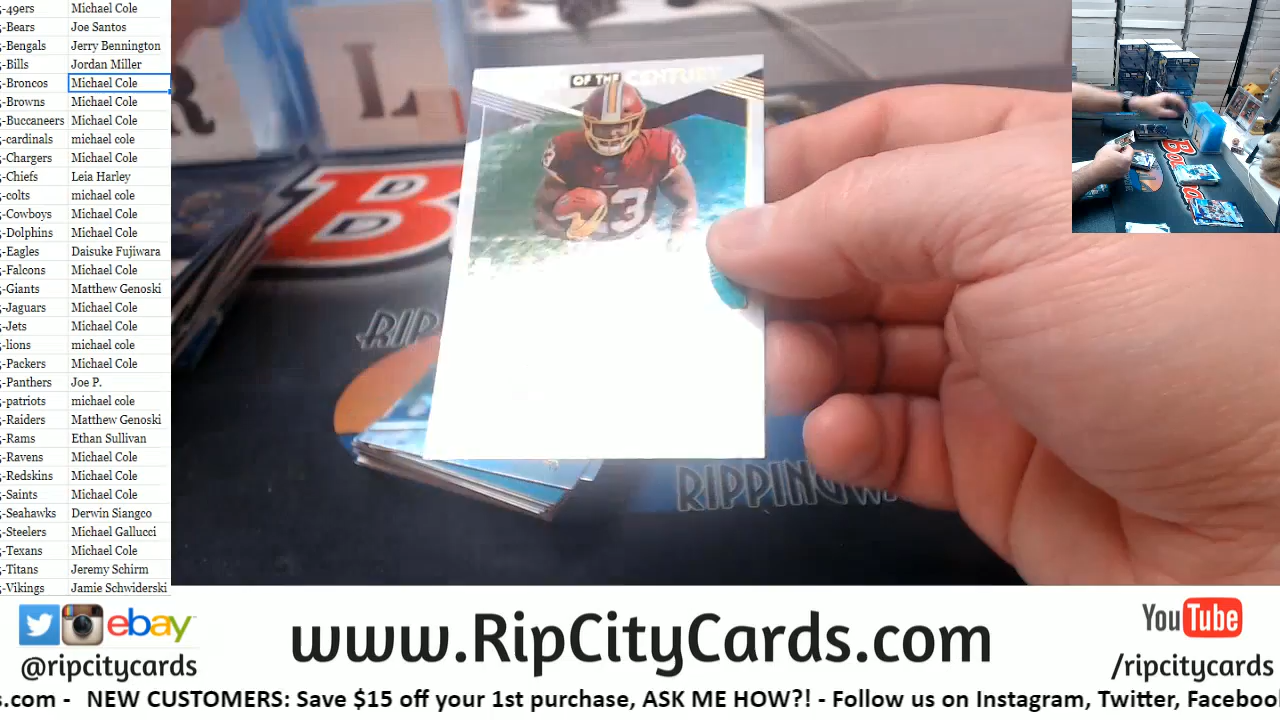 -49ers Michael Cole
-Bears Joe Santos
-Bengals Jerry Bennington
-Bills Jordan Miller
-Broncos Michael Cole
-Browns Michael Cole
-Buccaneers Michael Cole
-cardinals michael cole
-Chargers Michael Cole
-Chiefs Leia Harley
-colts michael cole
-Cowboys Michael Cole
-Dolphins Michael Cole
-Eagles Daisuke Fujiwara
-Falcons Michael Cole
-Giants Matthew Genoski
-Jaguars Michael Cole
-Jets Michael Cole
-lions michael cole
-Packers Michael Cole
-Panthers Joe P.
-patriots michael cole
-Raiders Matthew Genoski
-Rams Ethan Sullivan
-Ravens Michael Cole
-Redskins Michael Cole
-Saints Michael Cole
-Seahawks Derwin Siangco
-Steelers Michael Gallucci
-Texans Michael Cole
-Titans Jeremy Schirm
-Vikings Jamie Schwiderski
L
OF THE CENTURY
23
B
RIP
RIPPINGWA
Bo
ebay
@ripcitycards
www.RipCityCards.com
YouTube
/ripcitycards
s.com - NEW CUSTOMERS: Save $15 off your 1st purchase, ASK ME HOW?! - Follow us on Instagram, Twitter, Facebook